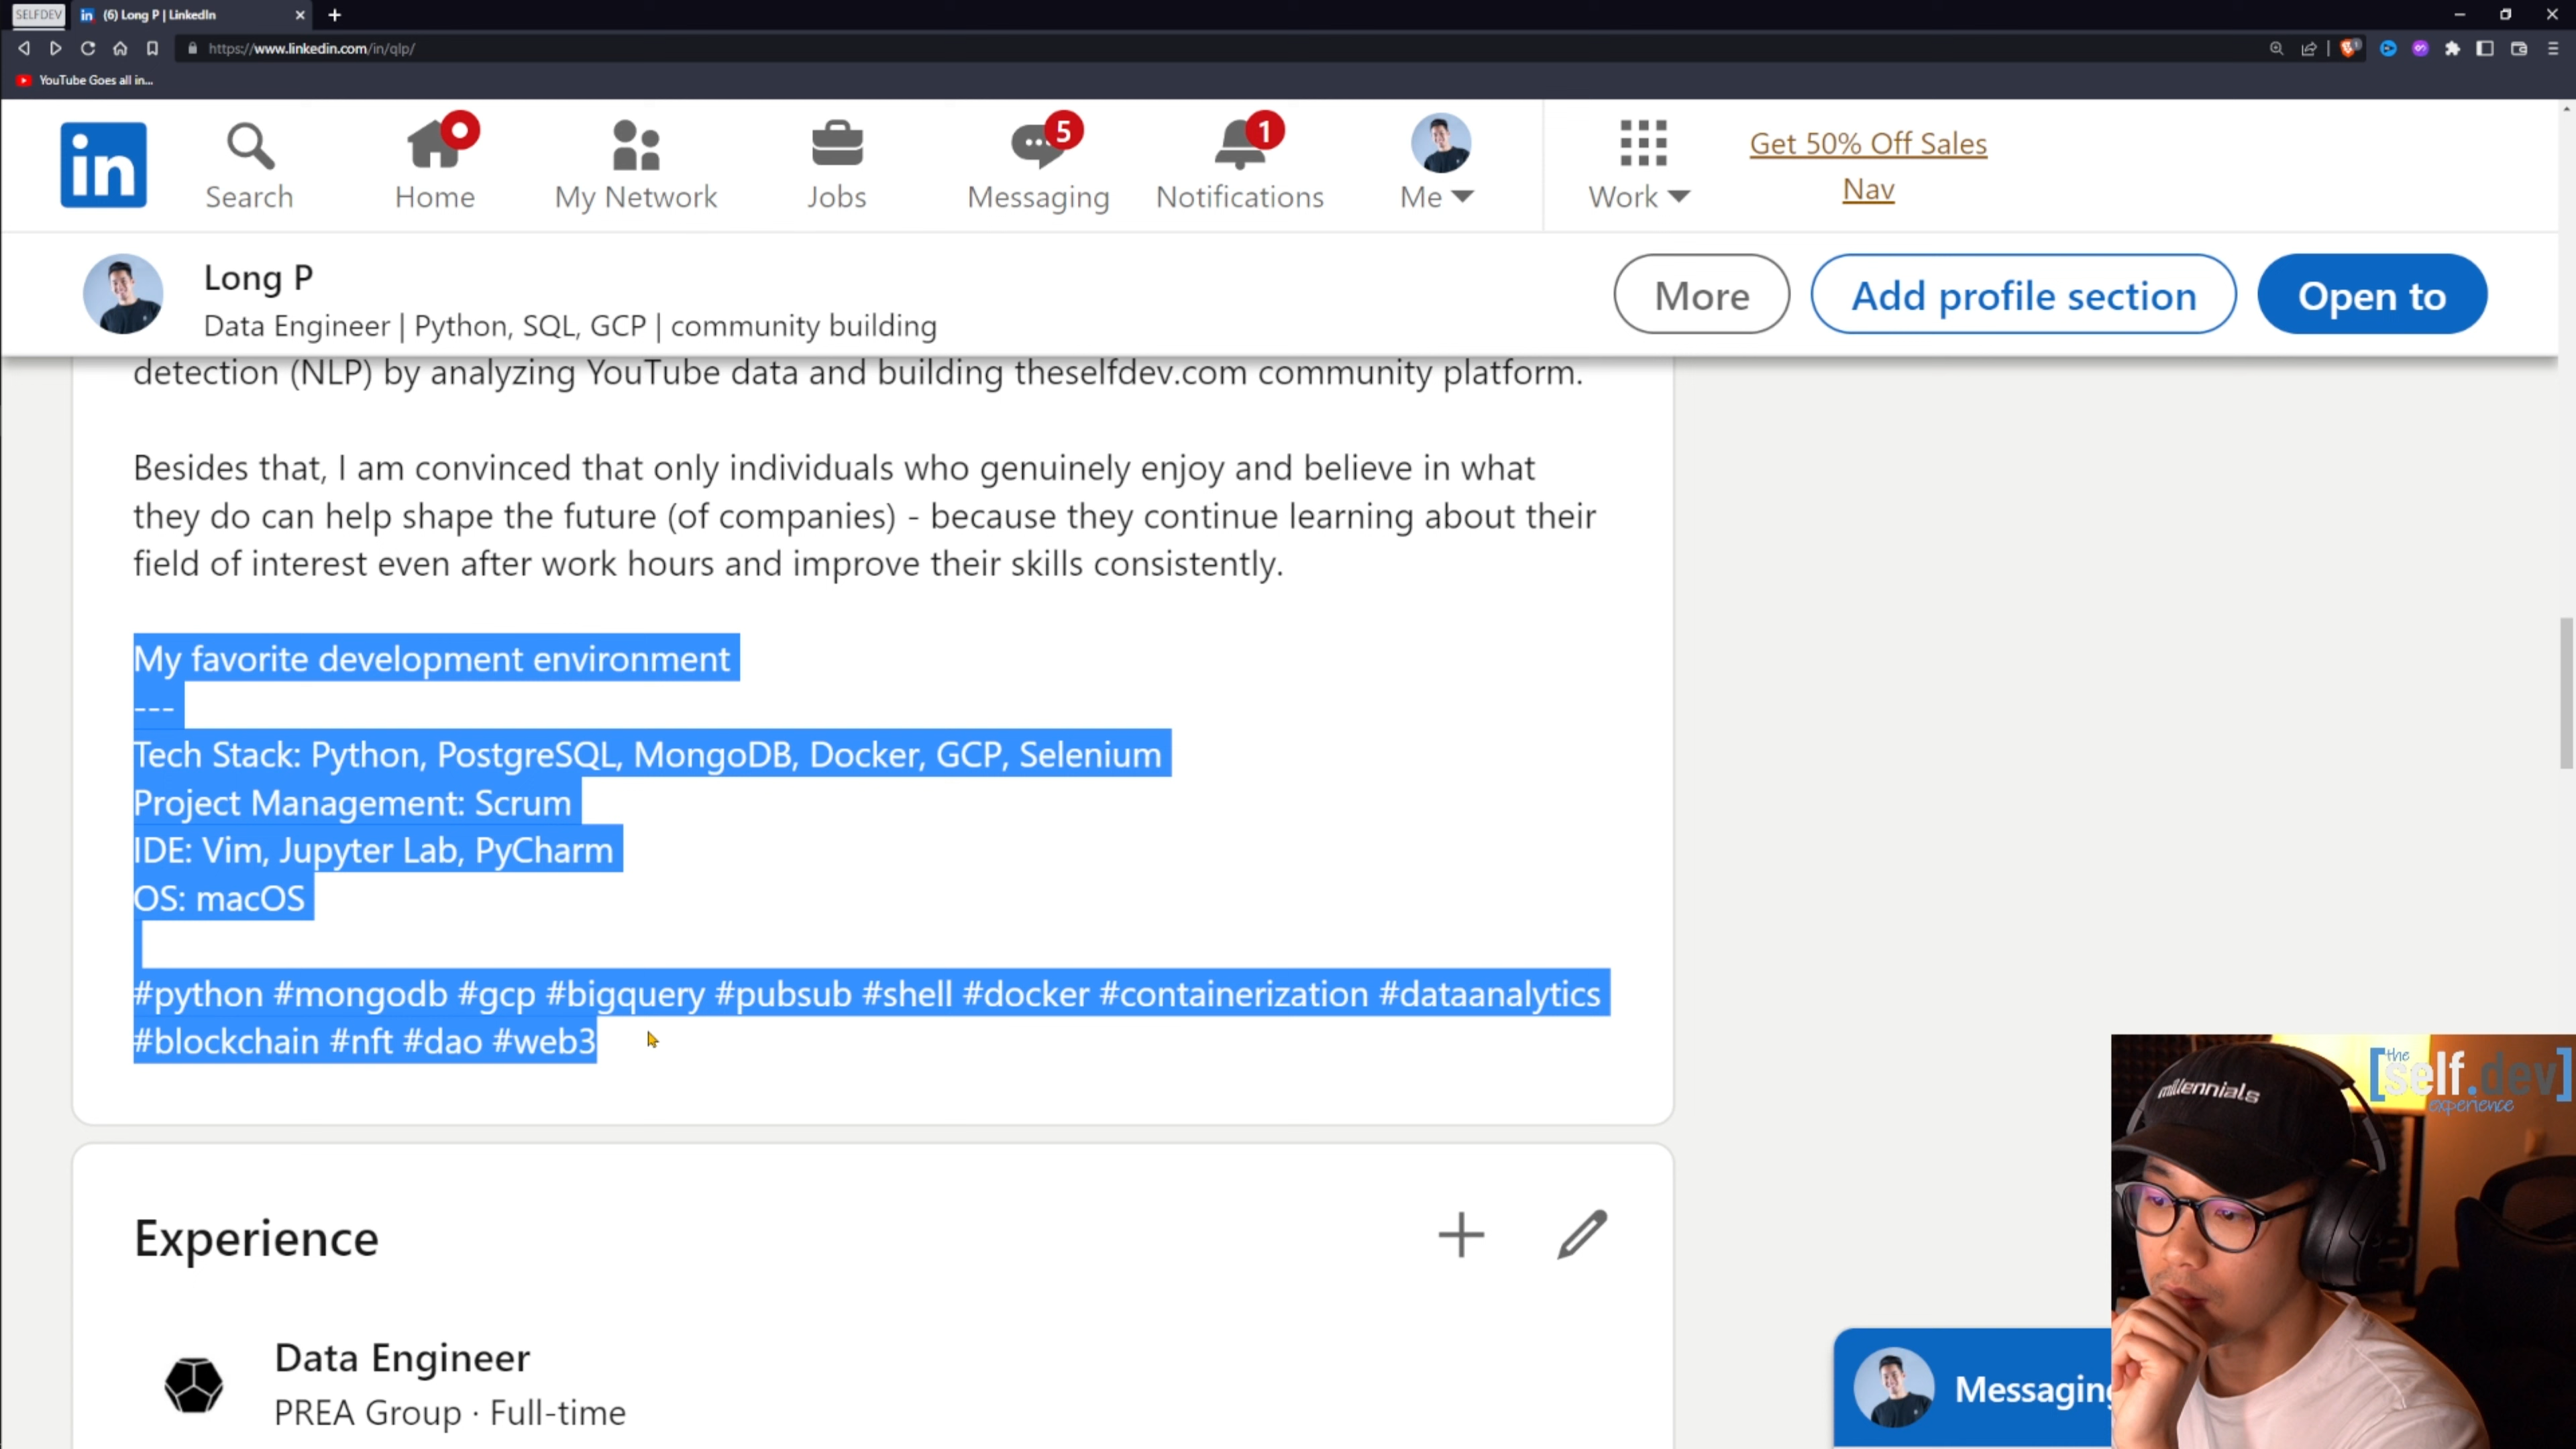 SELFDEV
in (6) Long P | LinkedIn
https://www.linkedin.com/in/qlp/
YouTube Goes all in...
in
Search
Home
My Network
Jobs
5
Messaging
1
Notifications
Me
Work
Get 50% Off Sales
Nav
Long P
Data Engineer | Python, SQL, GCP | community building
More
Add profile section
Open to
detection (NLP) by analyzing YouTube data and building theselfdev.com community platform.
Besides that, I am convinced that only individuals who genuinely enjoy and believe in what
they do can help shape the future (of companies) - because they continue learning about their
field of interest even after work hours and improve their skills consistently.
My favorite development environment
---
Tech Stack: Python, PostgreSQL, MongoDB, Docker, GCP, Selenium
Project Management: Scrum
IDE: Vim, Jupyter Lab, PyCharm
OS: macOS
#python #mongodb #gcp #bigquery #pubsub #shell #docker #containerization #dataanalytics
#blockchain #nft #dao #web3
Experience
Data Engineer
PREA Group · Full-time
Messaging
millennials
the
[self.dev]
experience